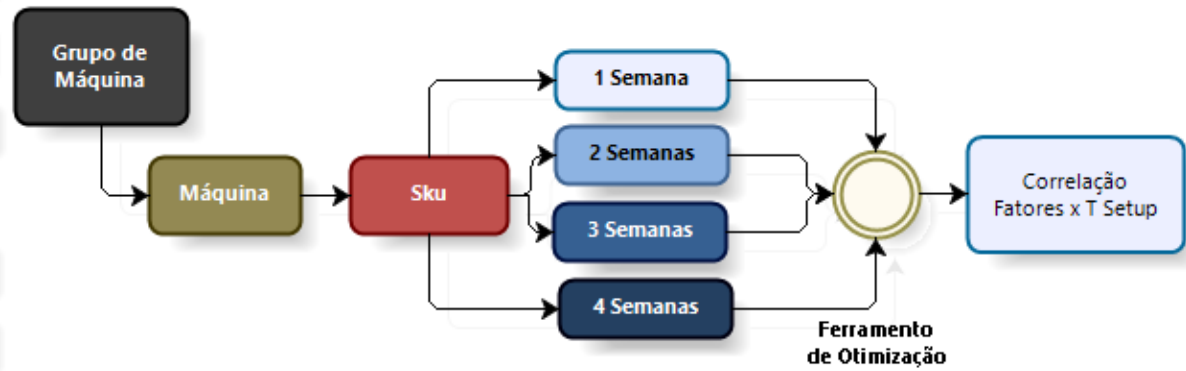 Grupo de
Máquina
Máquina
Sku
1 Semana
2 Semanas
3 Semanas
4 Semanas
Ferramento
de Otimização
Correlação
Fatores x T Setup